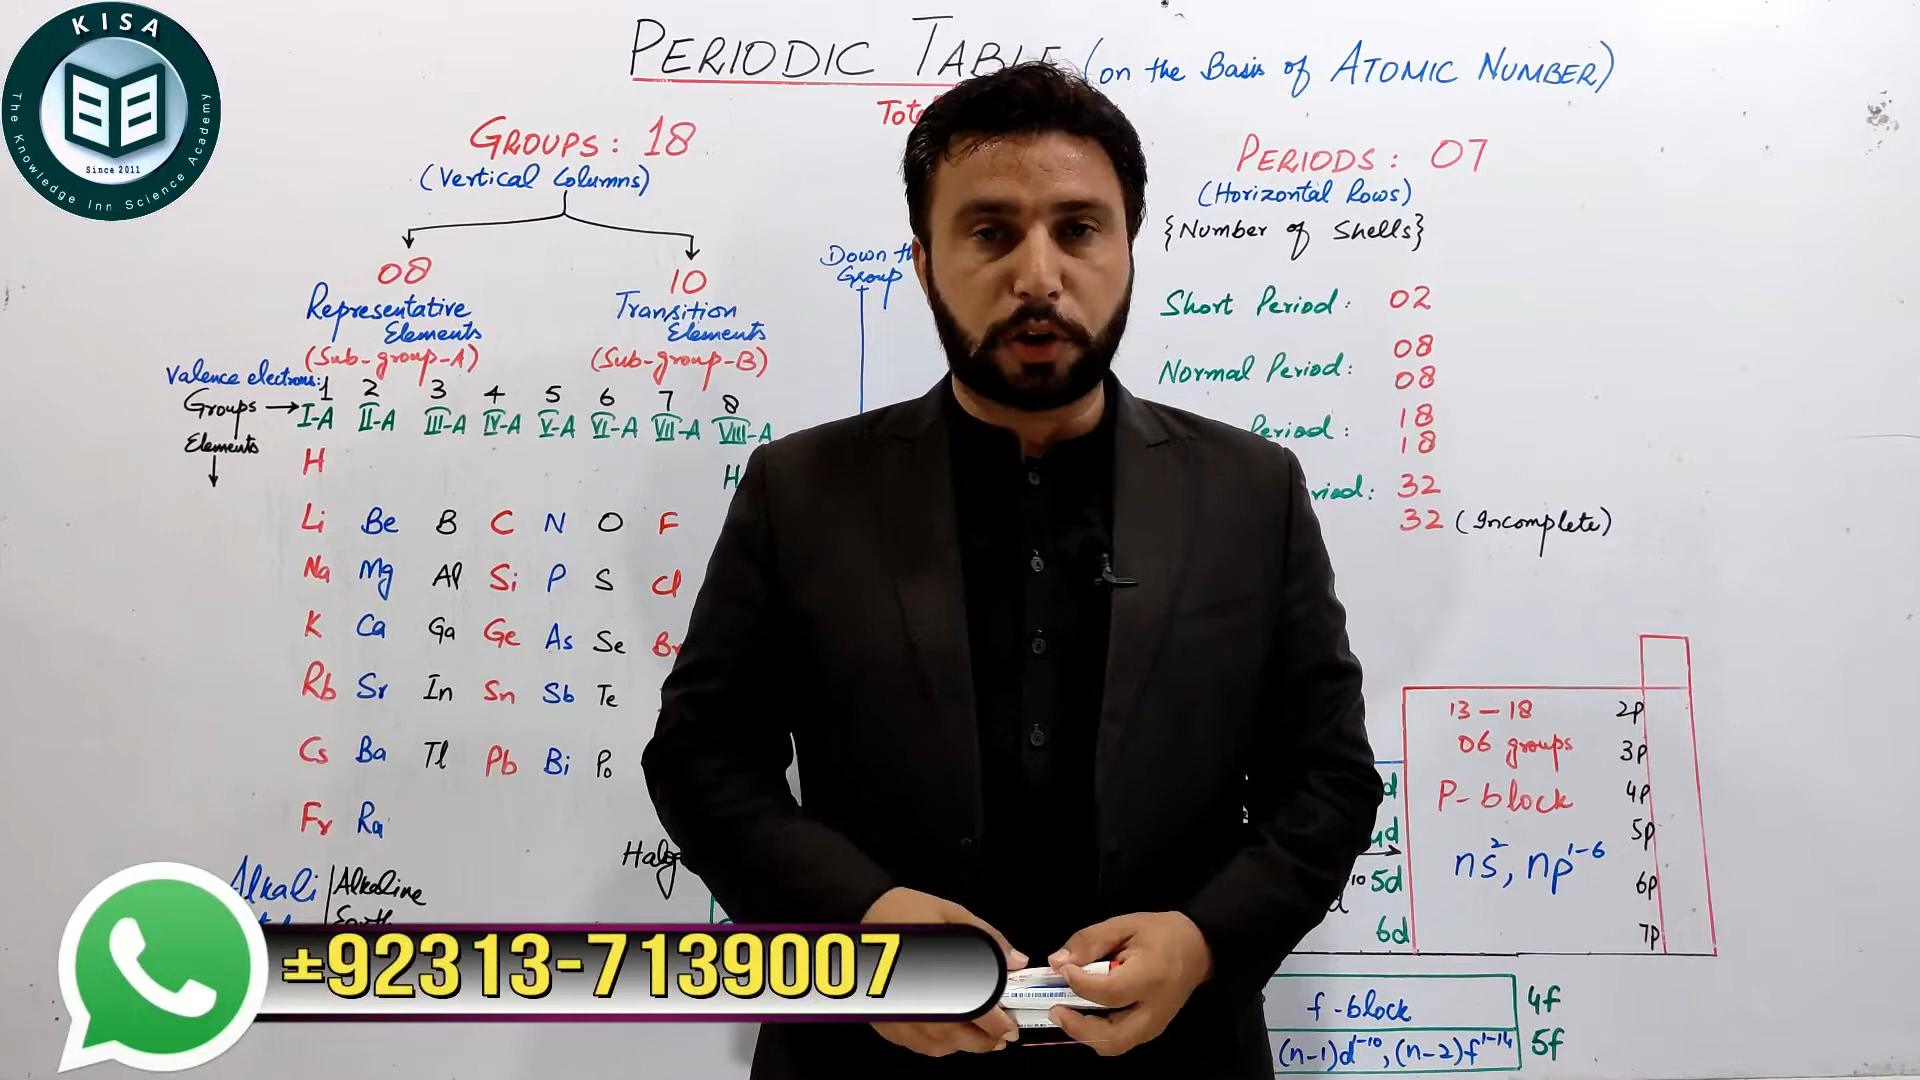 KISA
Since 2011
The Knowledge Inn Science Academy
PERIODIC TABLE (on the Basis of ATOMIC NUMBER)
GROUPS: 18
(Vertical Columns)
08
Representative
Elements
(Sub-group-A)
10
Transition
Elements
(Sub-group-B)
Valence electrons: 1 2 3 4 5 6 7 8
Groups → I-A II-A III-A IV-A V-A VI-A VII-A VIII-A
Elements
H
Li Be B C N O F
Na Mg Al Si P S Cl
K Ca Ga Ge As Se Br
Rb Sr In Sn Sb Te
Cs Ba Tl Pb Bi Po
Fr Ra
Alkali Alkaline
Earth
Down
Group
PERIODS: 07
(Horizontal Rows)
{Number of Shells}
Short Period: 02
Normal Period: 08
08
Period: 18
18
32
32 (Incomplete)
13 – 18
06 groups
P-block
ns², np¹⁻⁶
2p
3p
4p
5p
6p
7p
5d
6d
f-block 4f
(n-1)d¹⁻¹⁰, (n-2)f¹⁻¹⁴ 5f
±92313-7139007